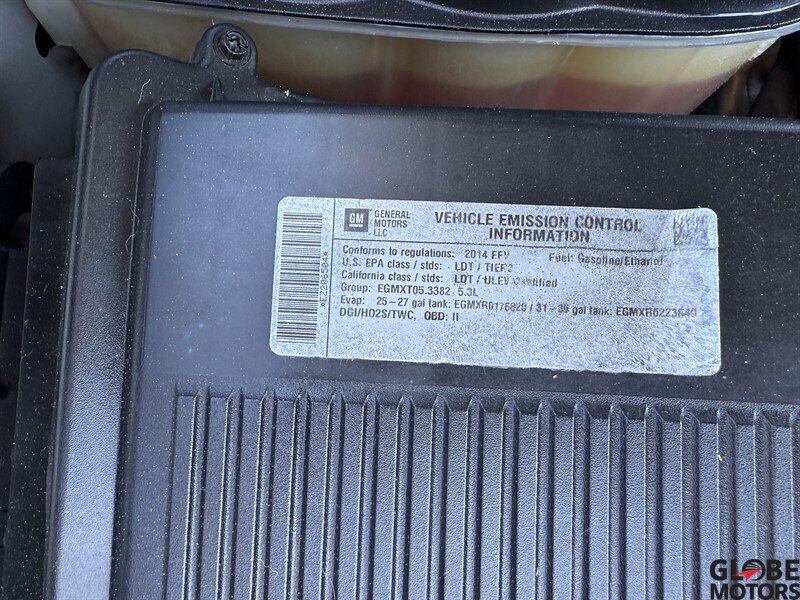 GM GENERAL MOTORS LLC
VEHICLE EMISSION CONTROL INFORMATION
Conforms to regulations: 2014 FFV Fuel: Gasoline/Ethanol
U.S. EPA class / stds: LDT / TIER2
California class / stds: LDT / ULEV Certified
Group: EGMXT05.3382 5.3L
Evap: 25-27 gal tank: EGMXR0176820 / 31-39 gal tank:
DGI/HO2S/TWC, OBD: II
GLOBE
MOTORS